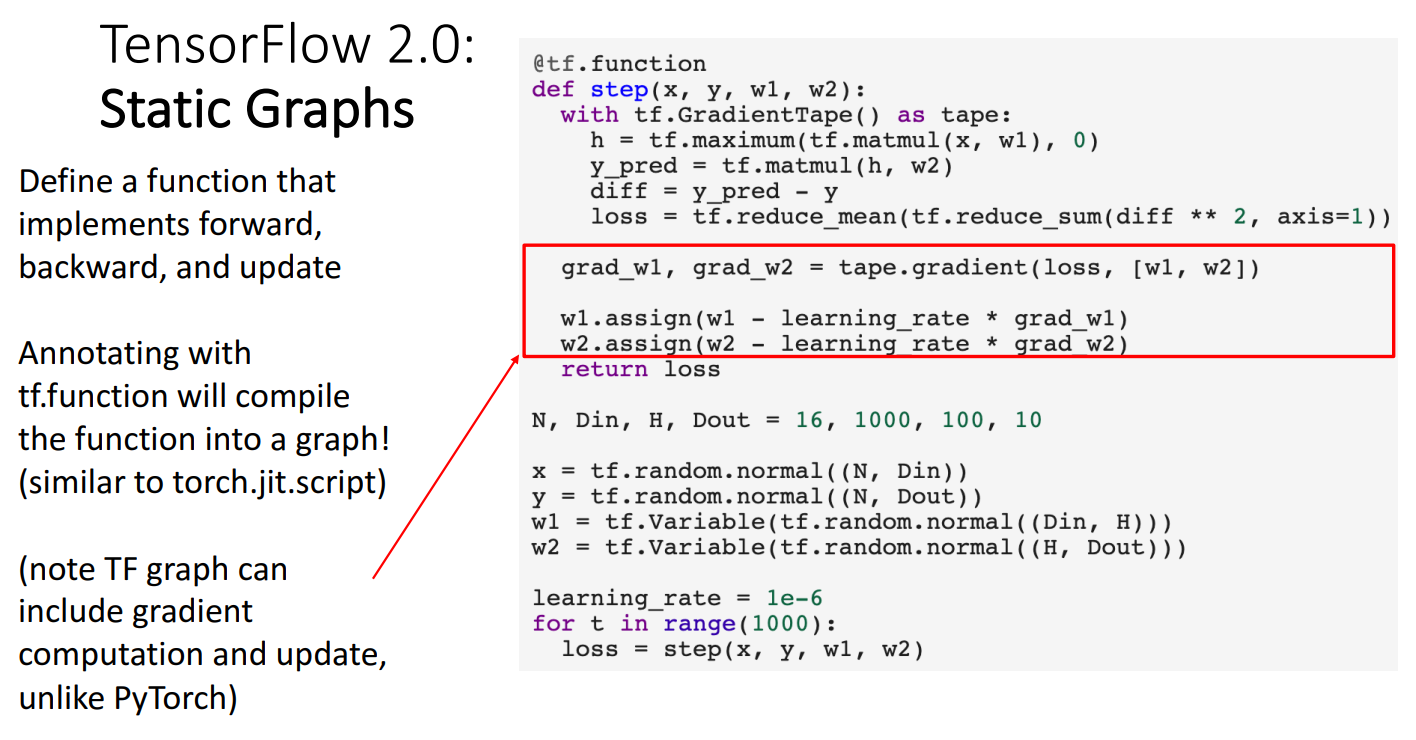 TensorFlow 2.0:
Static Graphs
Define a function that
implements forward,
backward, and update
Annotating with
tf.function will compile
the function into a graph!
(similar to torch.jit.script)
(note TF graph can
include gradient
computation and update,
unlike PyTorch)
@tf.function
def step(x, y, w1, w2):
  with tf.GradientTape() as tape:
    h = tf.maximum(tf.matmul(x, w1), 0)
    y_pred = tf.matmul(h, w2)
    diff = y_pred - y
    loss = tf.reduce_mean(tf.reduce_sum(diff ** 2, axis=1))
  grad_w1, grad_w2 = tape.gradient(loss, [w1, w2])
  w1.assign(w1 - learning_rate * grad_w1)
  w2.assign(w2 - learning_rate * grad_w2)
  return loss
N, Din, H, Dout = 16, 1000, 100, 10
x = tf.random.normal((N, Din))
y = tf.random.normal((N, Dout))
w1 = tf.Variable(tf.random.normal((Din, H)))
w2 = tf.Variable(tf.random.normal((H, Dout)))
learning_rate = 1e-6
for t in range(1000):
  loss = step(x, y, w1, w2)